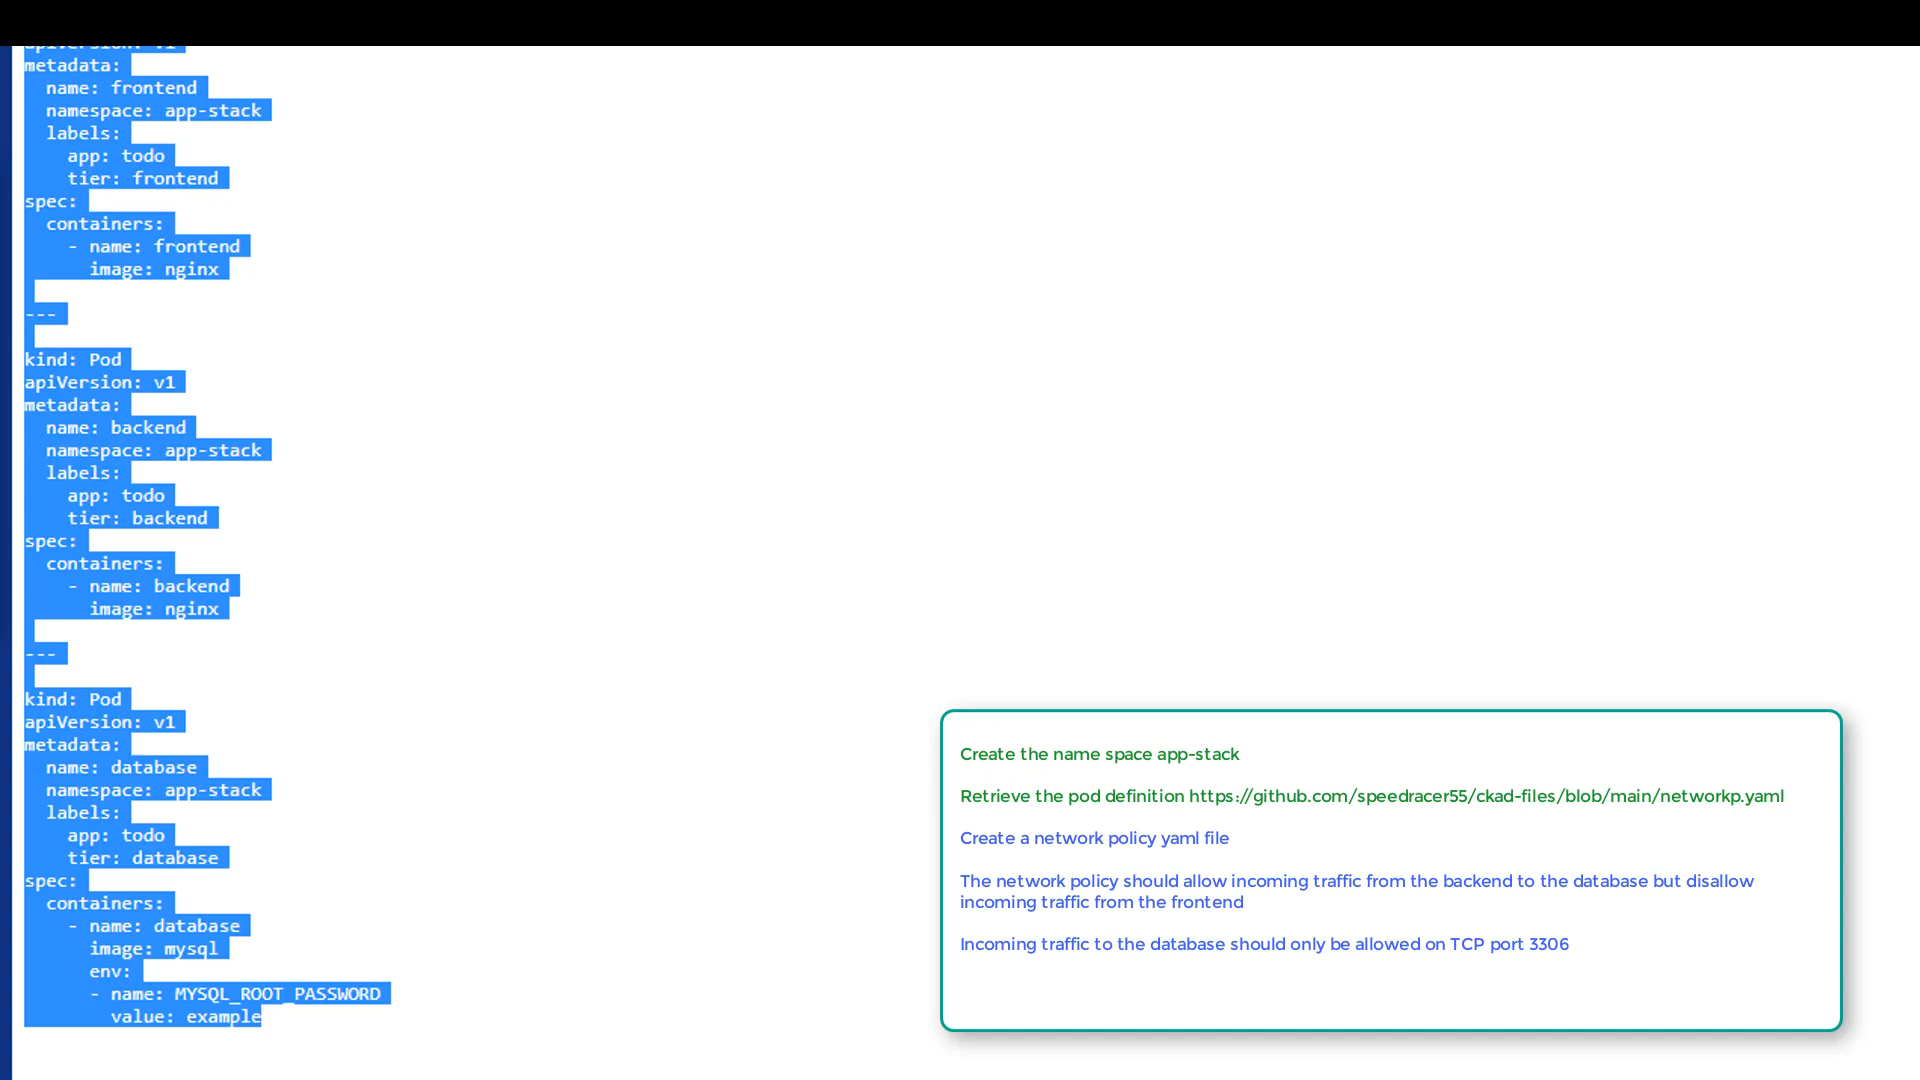 apiVersion: v1
metadata:
  name: frontend
  namespace: app-stack
  labels:
    app: todo
    tier: frontend
spec:
  containers:
    - name: frontend
      image: nginx
---
kind: Pod
apiVersion: v1
metadata:
  name: backend
  namespace: app-stack
  labels:
    app: todo
    tier: backend
spec:
  containers:
    - name: backend
      image: nginx
---
kind: Pod
apiVersion: v1
metadata:
  name: database
  namespace: app-stack
  labels:
    app: todo
    tier: database
spec:
  containers:
    - name: database
      image: mysql
      env:
      - name: MYSQL_ROOT_PASSWORD
        value: example
Create the name space app-stack
Retrieve the pod definition https://github.com/speedracer55/ckad-files/blob/main/networkp.yaml
Create a network policy yaml file
The network policy should allow incoming traffic from the backend to the database but disallow
incoming traffic from the frontend
Incoming traffic to the database should only be allowed on TCP port 3306